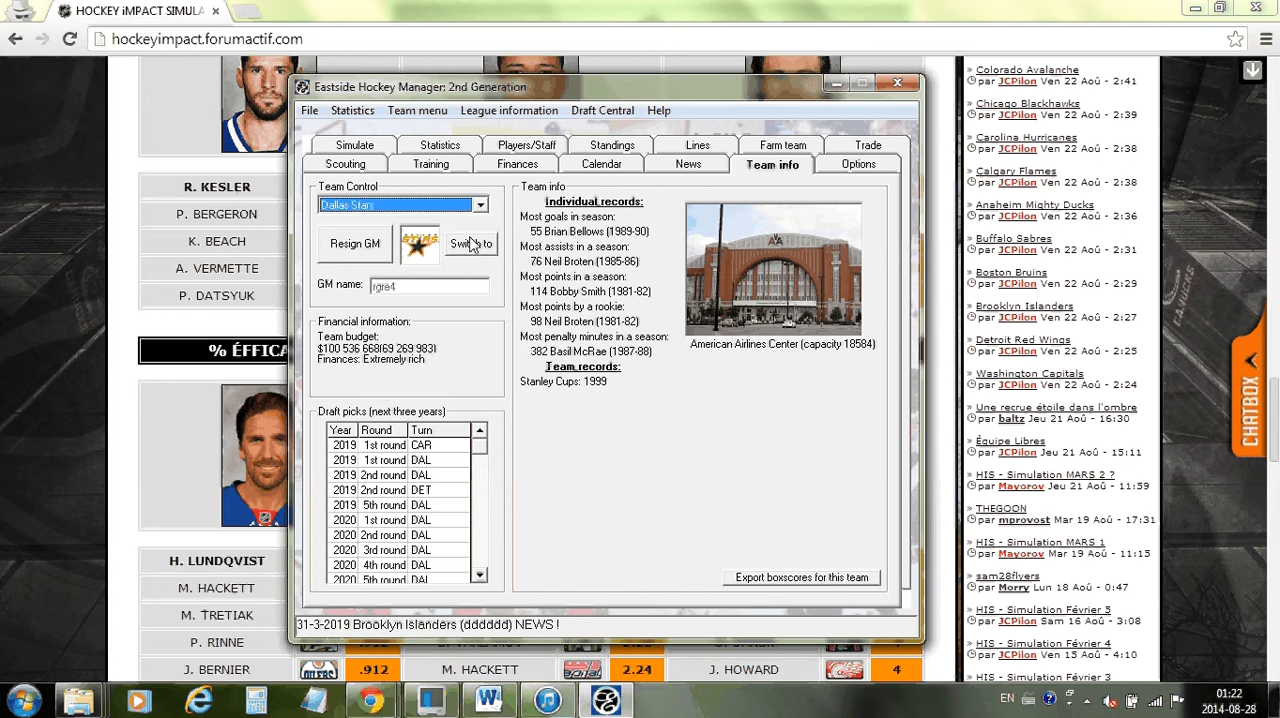 HOCKEY iMPACT SIMULA
hockeyimpact.forumactif.com
R. KESLER
P. BERGERON
K. BEACH
A. VERMETTE
P. DATSYUK
% ÉFFICA
H. LUNDQVIST
M. HACKETT
M. TRETIAK
P. RINNE
J. BERNIER
.912
M. HACKETT
2.24
J. HOWARD
4
Eastside Hockey Manager: 2nd Generation
File Statistics Team menu League information Draft Central Help
Simulate Statistics Players/Staff Standings Lines Farm team Trade
Scouting Training Finances Calendar News Team info Options
Team Control
Dallas Stars
Resign GM
Switch to
GM name: rgre4
Financial information:
Team budget:
$100 536 668(69 269 983)
Finances: Extremely rich
Draft picks (next three years)
Year Round Turn
2019 1st round CAR
2019 1st round DAL
2019 2nd round DAL
2019 2nd round DET
2019 5th round DAL
2020 1st round DAL
2020 2nd round DAL
2020 3rd round DAL
2020 4th round DAL
2020 5th round DAL
Team info
Individual records:
Most goals in season:
55 Brian Bellows (1989-90)
Most assists in a season:
76 Neil Broten (1985-86)
Most points in a season:
114 Bobby Smith (1981-82)
Most points by a rookie:
98 Neil Broten (1981-82)
Most penalty minutes in a season:
382 Basil McRae (1987-88)
Team records:
Stanley Cups: 1999
American Airlines Center (capacity 18584)
Export boxscores for this team
31-3-2019 Brooklyn Islanders (dddddd) NEWS !
» Colorado Avalanche
par JCPilon Ven 22 Aoû - 2:41
» Chicago Blackhawks
par JCPilon Ven 22 Aoû - 2:39
» Carolina Hurricanes
par JCPilon Ven 22 Aoû - 2:38
» Calgary Flames
par JCPilon Ven 22 Aoû - 2:38
» Anaheim Mighty Ducks
par JCPilon Ven 22 Aoû - 2:36
» Buffalo Sabres
par JCPilon Ven 22 Aoû - 2:36
» Boston Bruins
par JCPilon Ven 22 Aoû - 2:29
» Brooklyn Islanders
par JCPilon Ven 22 Aoû - 2:27
» Detroit Red Wings
par JCPilon Ven 22 Aoû - 2:25
» Washington Capitals
par JCPilon Ven 22 Aoû - 2:24
» Une recrue étoile dans l'ombre
par baltz Jeu 21 Aoû - 16:30
» Équipe Libres
par JCPilon Jeu 21 Aoû - 15:11
» HIS - Simulation MARS 2 ?
par Mayorov Jeu 21 Aoû - 11:59
» THEGOON
par mprovost Mar 19 Aoû - 17:31
» HIS - Simulation MARS 1
par Mayorov Mar 19 Aoû - 11:15
» sam28flyers
par Morry Lun 18 Aoû - 0:47
» HIS - Simulation Février 5
par JCPilon Sam 16 Aoû - 3:08
» HIS - Simulation Février 4
par JCPilon Ven 15 Aoû - 4:10
» HIS - Simulation Février 3
CHATBOX
EN
01:22
2014-08-28